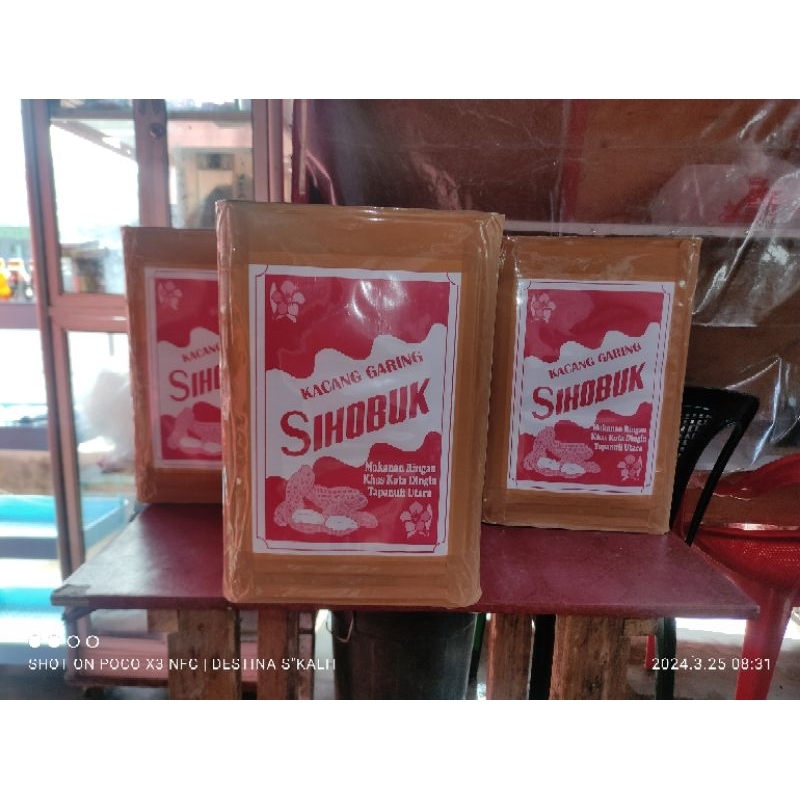 KACANG GARING
SIHOBUK
Makanan Ringan
Khas Kota Dingin
Tapanuli Utara
KACANG GARING
SIHOBUK
Makanan Ringan
Khas Kota Dingin
Tapanuli Utara
KACANG
SIHO
SHOT ON POCO X3 NFC | DESTINA S"KALIT
2024.3.25 08:31